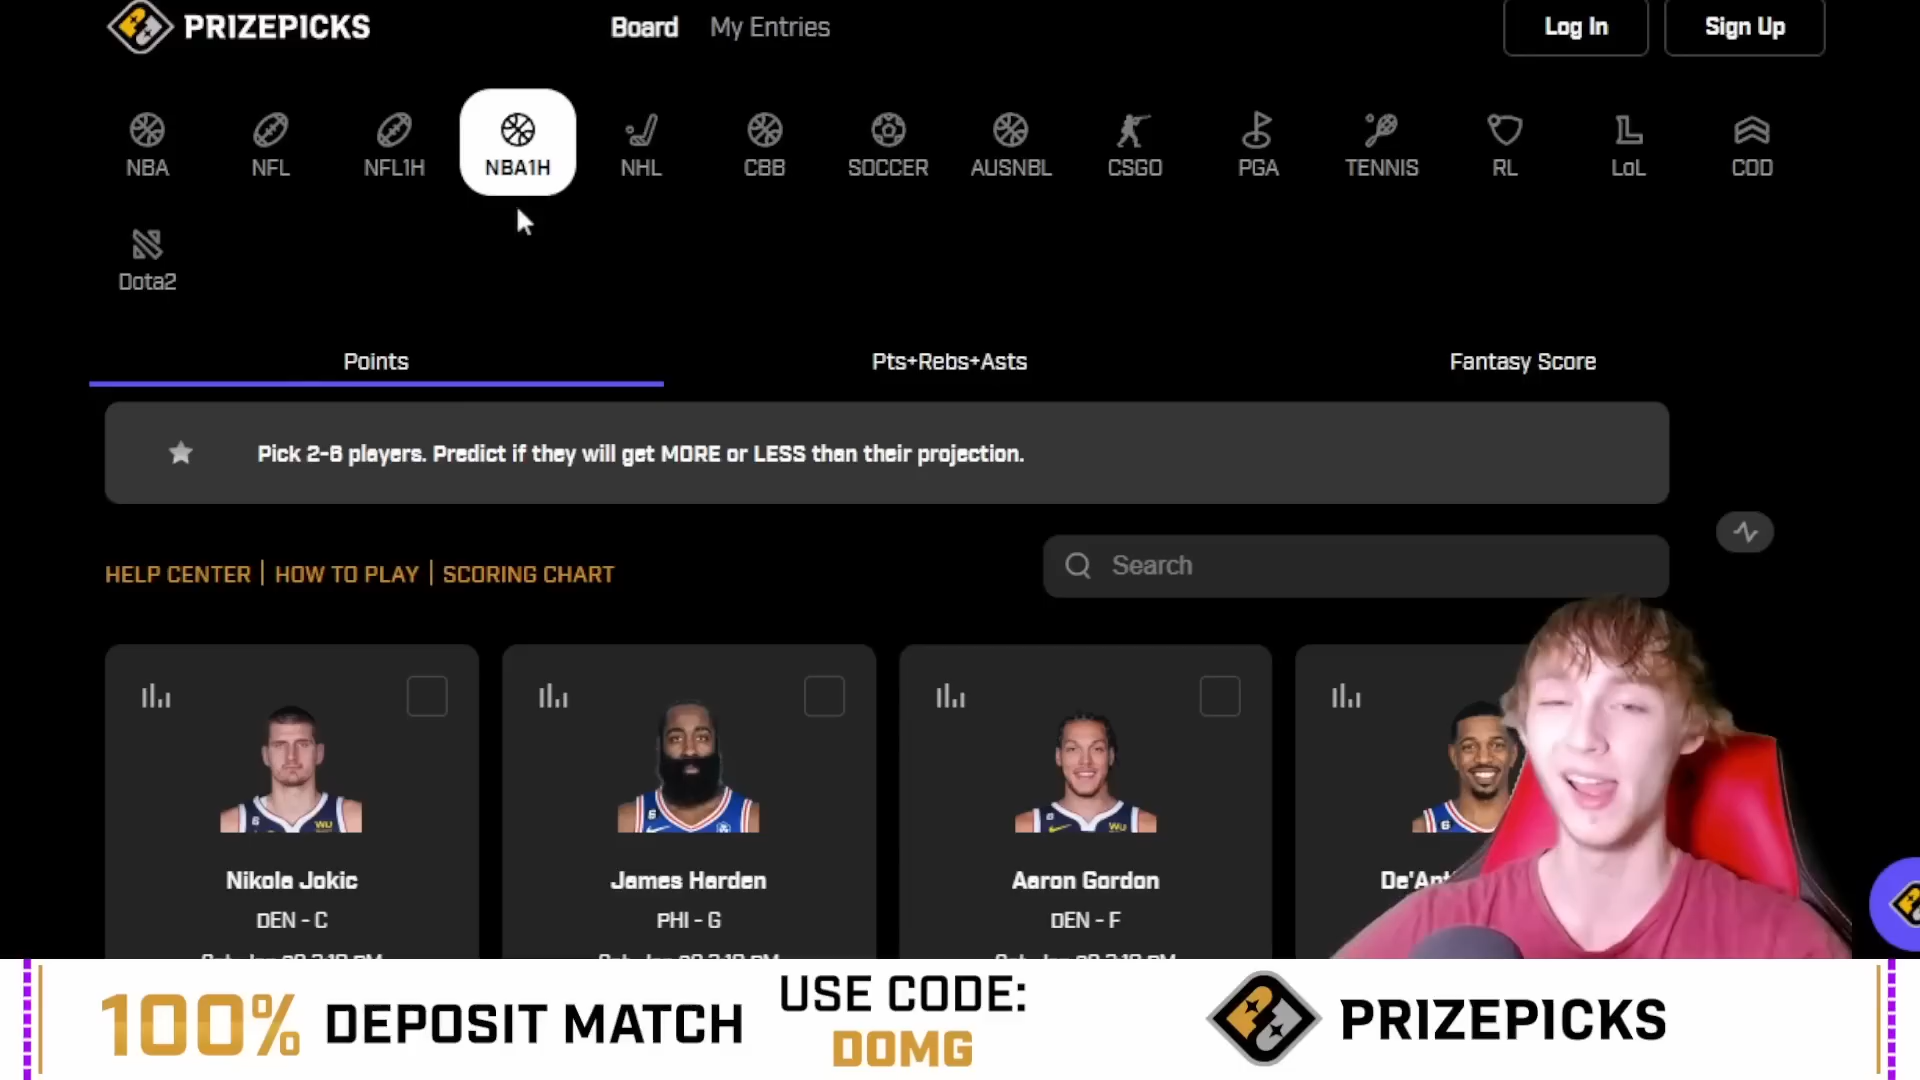 PRIZEPICKS
Board
My Entries
Log In
Sign Up
NBA
NFL
NFL1H
NBA1H
NHL
CBB
SOCCER
AUSNBL
CSGO
PGA
TENNIS
RL
LoL
COD
Dota2
Points
Pts+Rebs+Asts
Fantasy Score
Pick 2-6 players. Predict if they will get MORE or LESS than their projection.
HELP CENTER | HOW TO PLAY | SCORING CHART
Search
Nikola Jokic
DEN - C
James Harden
PHI - G
Aaron Gordon
DEN - F
100% DEPOSIT MATCH
USE CODE:
DOMG
PRIZEPICKS